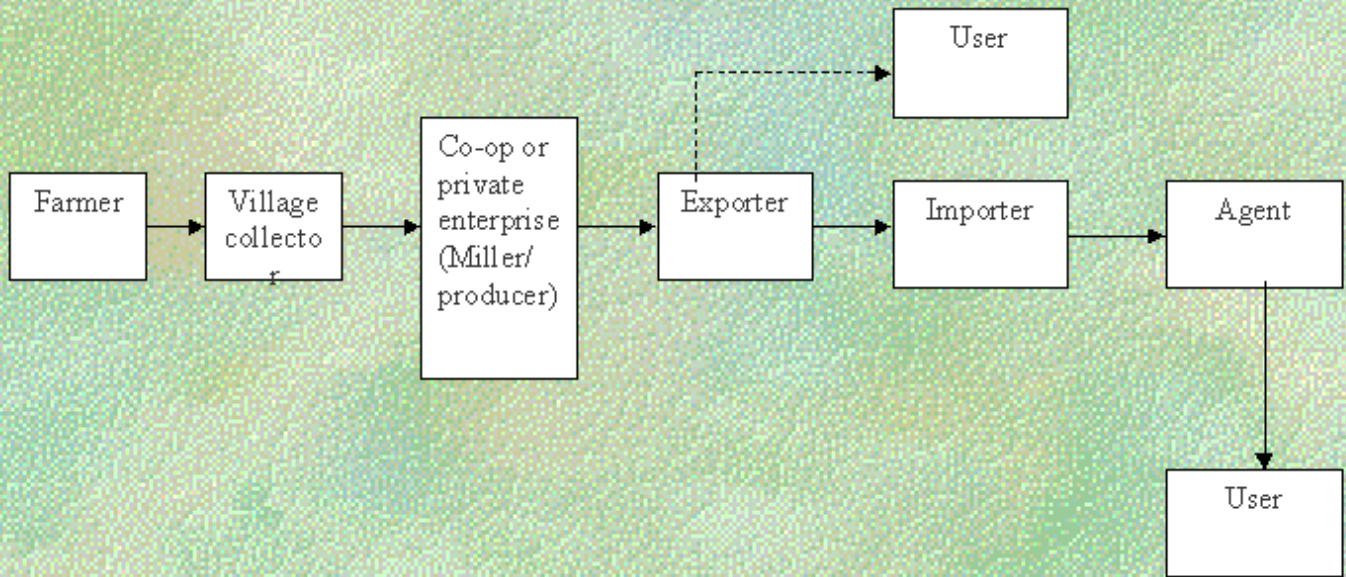 User
Farmer
Village
collecto
r
Co-op or
private
enterprise
(Miller/
producer)
Exporter
Importer
Agent
User